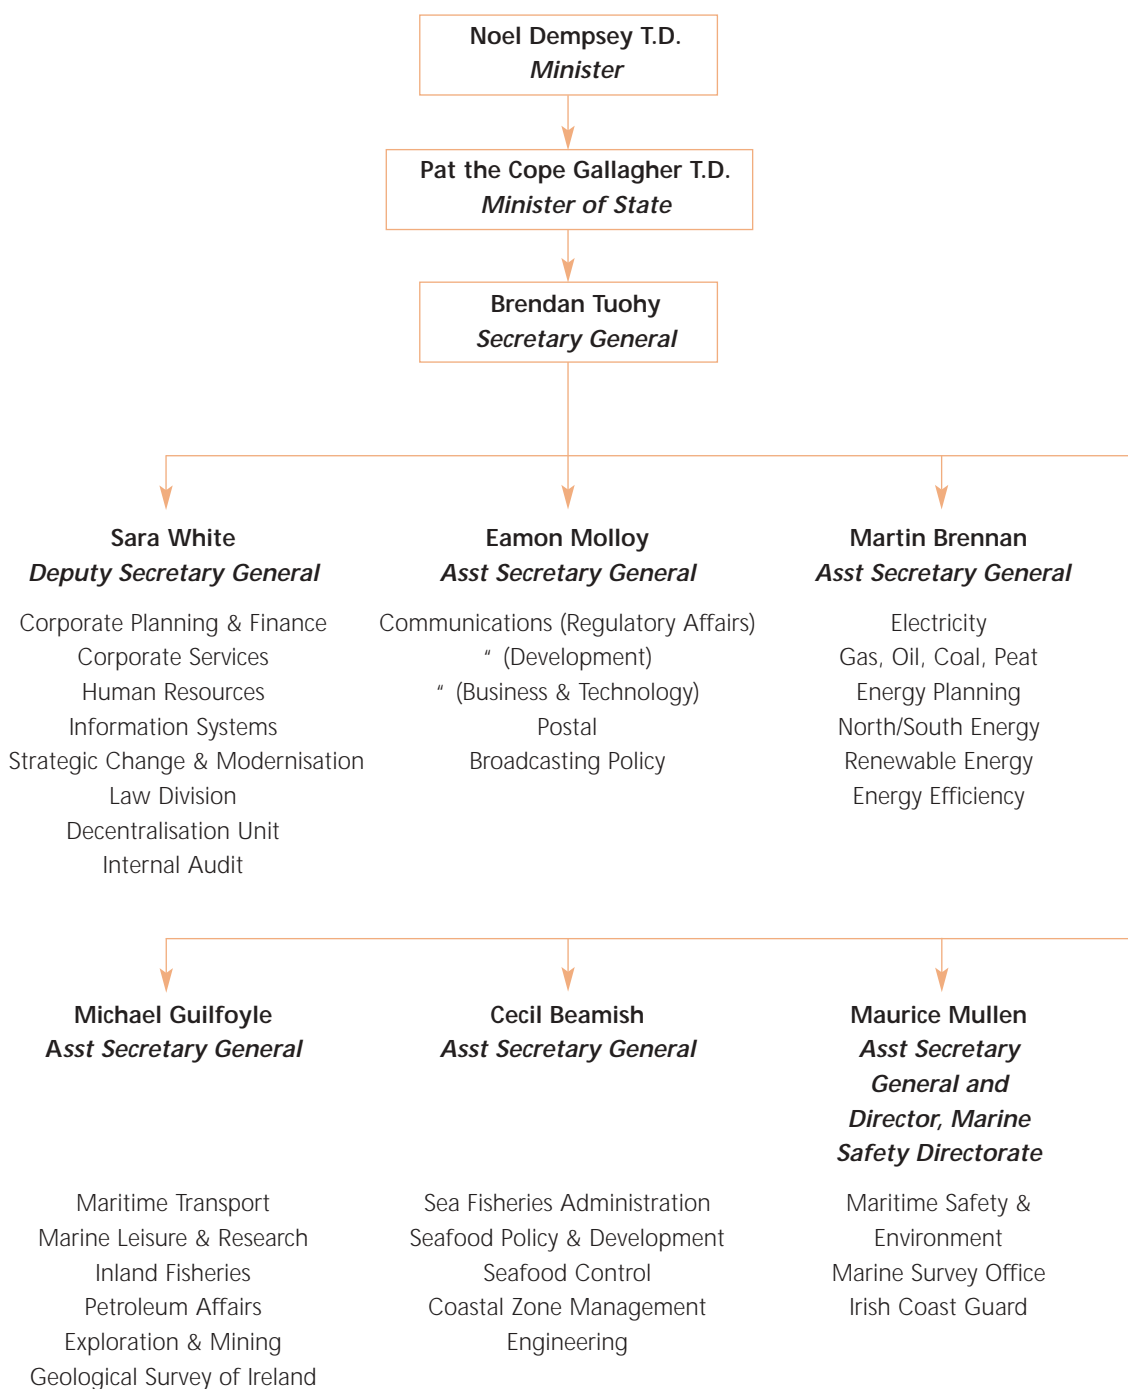 Noel Dempsey T.D.
Minister
Pat the Cope Gallagher T.D.
Minister of State
Brendan Tuohy
Secretary General
Sara White
Deputy Secretary General
Corporate Planning & Finance
Corporate Services
Human Resources
Information Systems
Strategic Change & Modernisation
Law Division
Decentralisation Unit
Internal Audit
Eamon Molloy
Asst Secretary General
Communications (Regulatory Affairs)
“ (Development)
“ (Business & Technology)
Postal
Broadcasting Policy
Martin Brennan
Asst Secretary General
Electricity
Gas, Oil, Coal, Peat
Energy Planning
North/South Energy
Renewable Energy
Energy Efficiency
Michael Guilfoyle
Asst Secretary General
Maritime Transport
Marine Leisure & Research
Inland Fisheries
Petroleum Affairs
Exploration & Mining
Geological Survey of Ireland
Cecil Beamish
Asst Secretary General
Sea Fisheries Administration
Seafood Policy & Development
Seafood Control
Coastal Zone Management
Engineering
Maurice Mullen
Asst Secretary
General and
Director, Marine
Safety Directorate
Maritime Safety &
Environment
Marine Survey Office
Irish Coast Guard